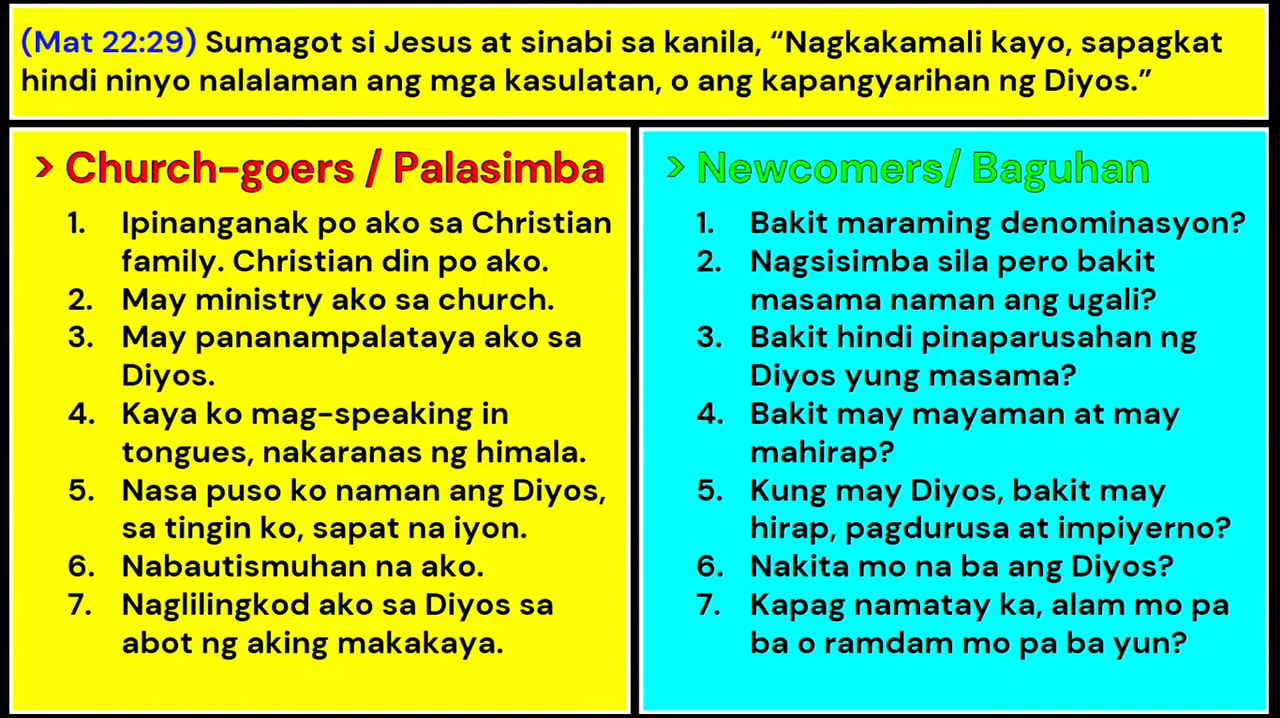 (Mat 22:29) Sumagot si Jesus at sinabi sa kanila, “Nagkakamali kayo, sapagkat
hindi ninyo nalalaman ang mga kasulatan, o ang kapangyarihan ng Diyos.”
> Church-goers / Palasimba
1. Ipinanganak po ako sa Christian
family. Christian din po ako.
2. May ministry ako sa church.
3. May pananampalataya ako sa
Diyos.
4. Kaya ko mag-speaking in
tongues, nakaranas ng himala.
5. Nasa puso ko naman ang Diyos,
sa tingin ko, sapat na iyon.
6. Nabautismuhan na ako.
7. Naglilingkod ako sa Diyos sa
abot ng aking makakaya.
> Newcomers/ Baguhan
1. Bakit maraming denominasyon?
2. Nagsisimba sila pero bakit
masama naman ang ugali?
3. Bakit hindi pinaparusahan ng
Diyos yung masama?
4. Bakit may mayaman at may
mahirap?
5. Kung may Diyos, bakit may
hirap, pagdurusa at impiyerno?
6. Nakita mo na ba ang Diyos?
7. Kapag namatay ka, alam mo pa
ba o ramdam mo pa ba yun?